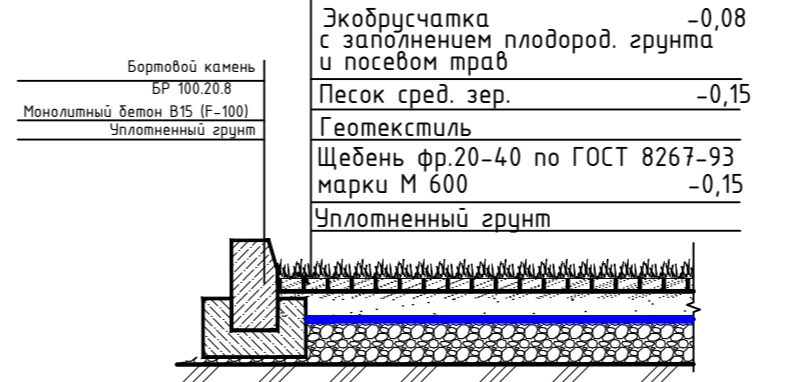 Бортовой камень
БР 100.20.8
Монолитный бетон В15 (F-100)
Уплотненный грунт
Экобрусчатка -0,08
с заполнением плодород. грунта
и посевом трав
Песок сред. зер. -0,15
Геотекстиль
Щебень фр.20-40 по ГОСТ 8267-93
марки М 600 -0,15
Уплотненный грунт